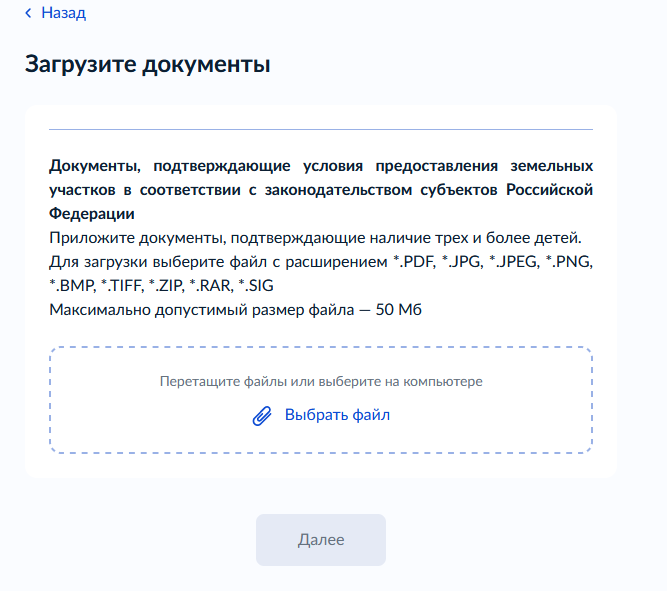 Назад
Загрузите документы
Документы, подтверждающие условия предоставления земельных
участков в соответствии с законодательством субъектов Российской
Федерации
Приложите документы, подтверждающие наличие трех и более детей.
Для загрузки выберите файл с расширением *.PDF, *.JPG, *.JPEG, *.PNG,
*.BMP, *.TIFF, *.ZIP, *.RAR, *.SIG
Максимально допустимый размер файла — 50 Мб
Перетащите файлы или выберите на компьютере
Выбрать файл
Далее